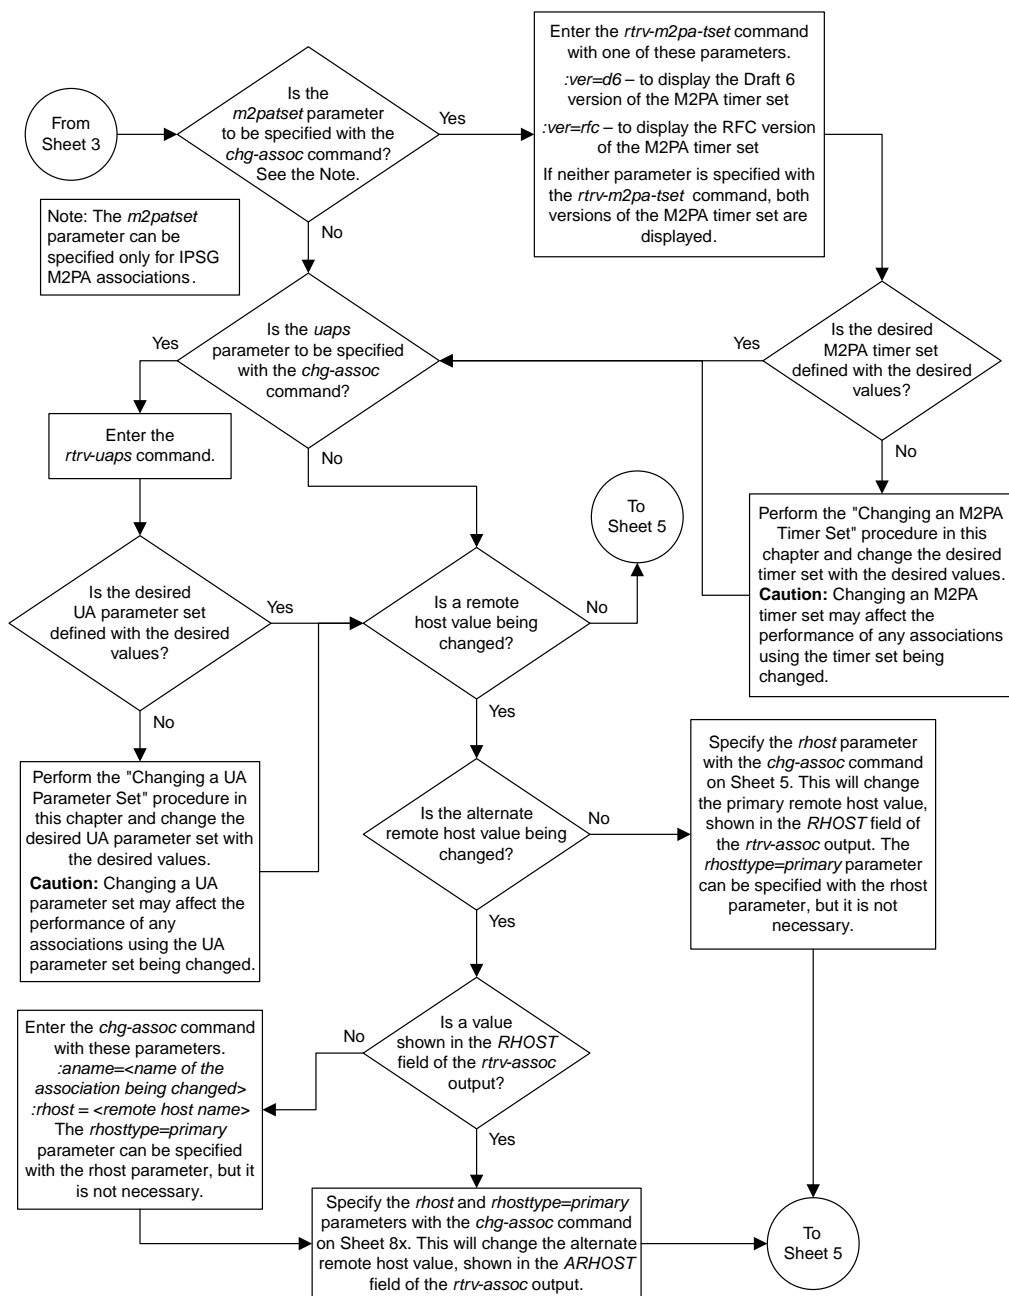 From
Sheet 3
Is the
m2patset parameter
to be specified with the
chg-assoc command?
See the Note.
Yes
No
Enter the rtrv-m2pa-tset command
with one of these parameters.
:ver=d6 – to display the Draft 6
version of the M2PA timer set
:ver=rfc – to display the RFC version
of the M2PA timer set
If neither parameter is specified with
the rtrv-m2pa-tset command, both
versions of the M2PA timer set are
displayed.
Note: The m2patset
parameter can be
specified only for IPSG
M2PA associations.
Is the uaps
parameter to be specified
with the chg-assoc
command?
Yes
No
Is the desired
M2PA timer set
defined with the desired
values?
Yes
No
Enter the
rtrv-uaps command.
To
Sheet 5
Perform the "Changing an M2PA
Timer Set" procedure in this
chapter and change the desired
timer set with the desired values.
Caution: Changing an M2PA
timer set may affect the
performance of any associations
using the timer set being
changed.
Is the desired
UA parameter set
defined with the desired
values?
Yes
No
Is a remote
host value being
changed?
No
Yes
Perform the "Changing a UA
Parameter Set" procedure in
this chapter and change the
desired UA parameter set with
the desired values.
Caution: Changing a UA
parameter set may affect the
performance of any
associations using the UA
parameter set being changed.
Is the alternate
remote host value being
changed?
No
Yes
Specify the rhost parameter
with the chg-assoc command
on Sheet 5. This will change
the primary remote host value,
shown in the RHOST field of
the rtrv-assoc output. The
rhosttype=primary parameter
can be specified with the rhost
parameter, but it is not
necessary.
Is a value
shown in the RHOST
field of the rtrv-assoc
output?
No
Yes
Enter the chg-assoc command
with these parameters.
:aname=<name of the
association being changed>
:rhost = <remote host name>
The rhosttype=primary
parameter can be specified
with the rhost parameter, but it
is not necessary.
Specify the rhost and rhosttype=primary
parameters with the chg-assoc command
on Sheet 8x. This will change the alternate
remote host value, shown in the ARHOST
field of the rtrv-assoc output.
To
Sheet 5